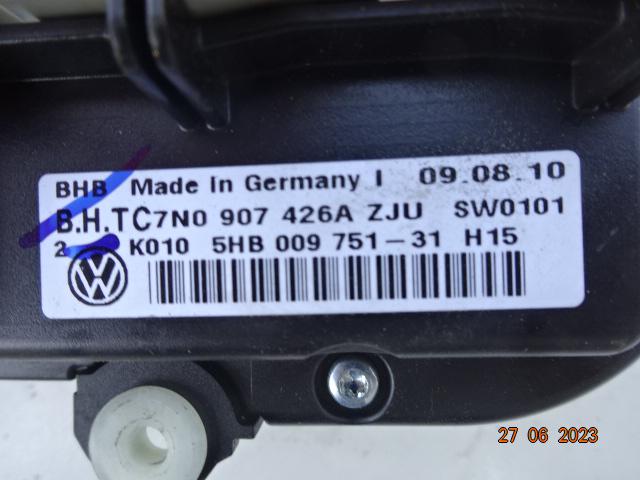 BHB Made in Germany I 09.08.10
B.H.TC7N0 907 426A ZJU SW0101
2 K010 5HB 009 751-31 H15
27 06 2023